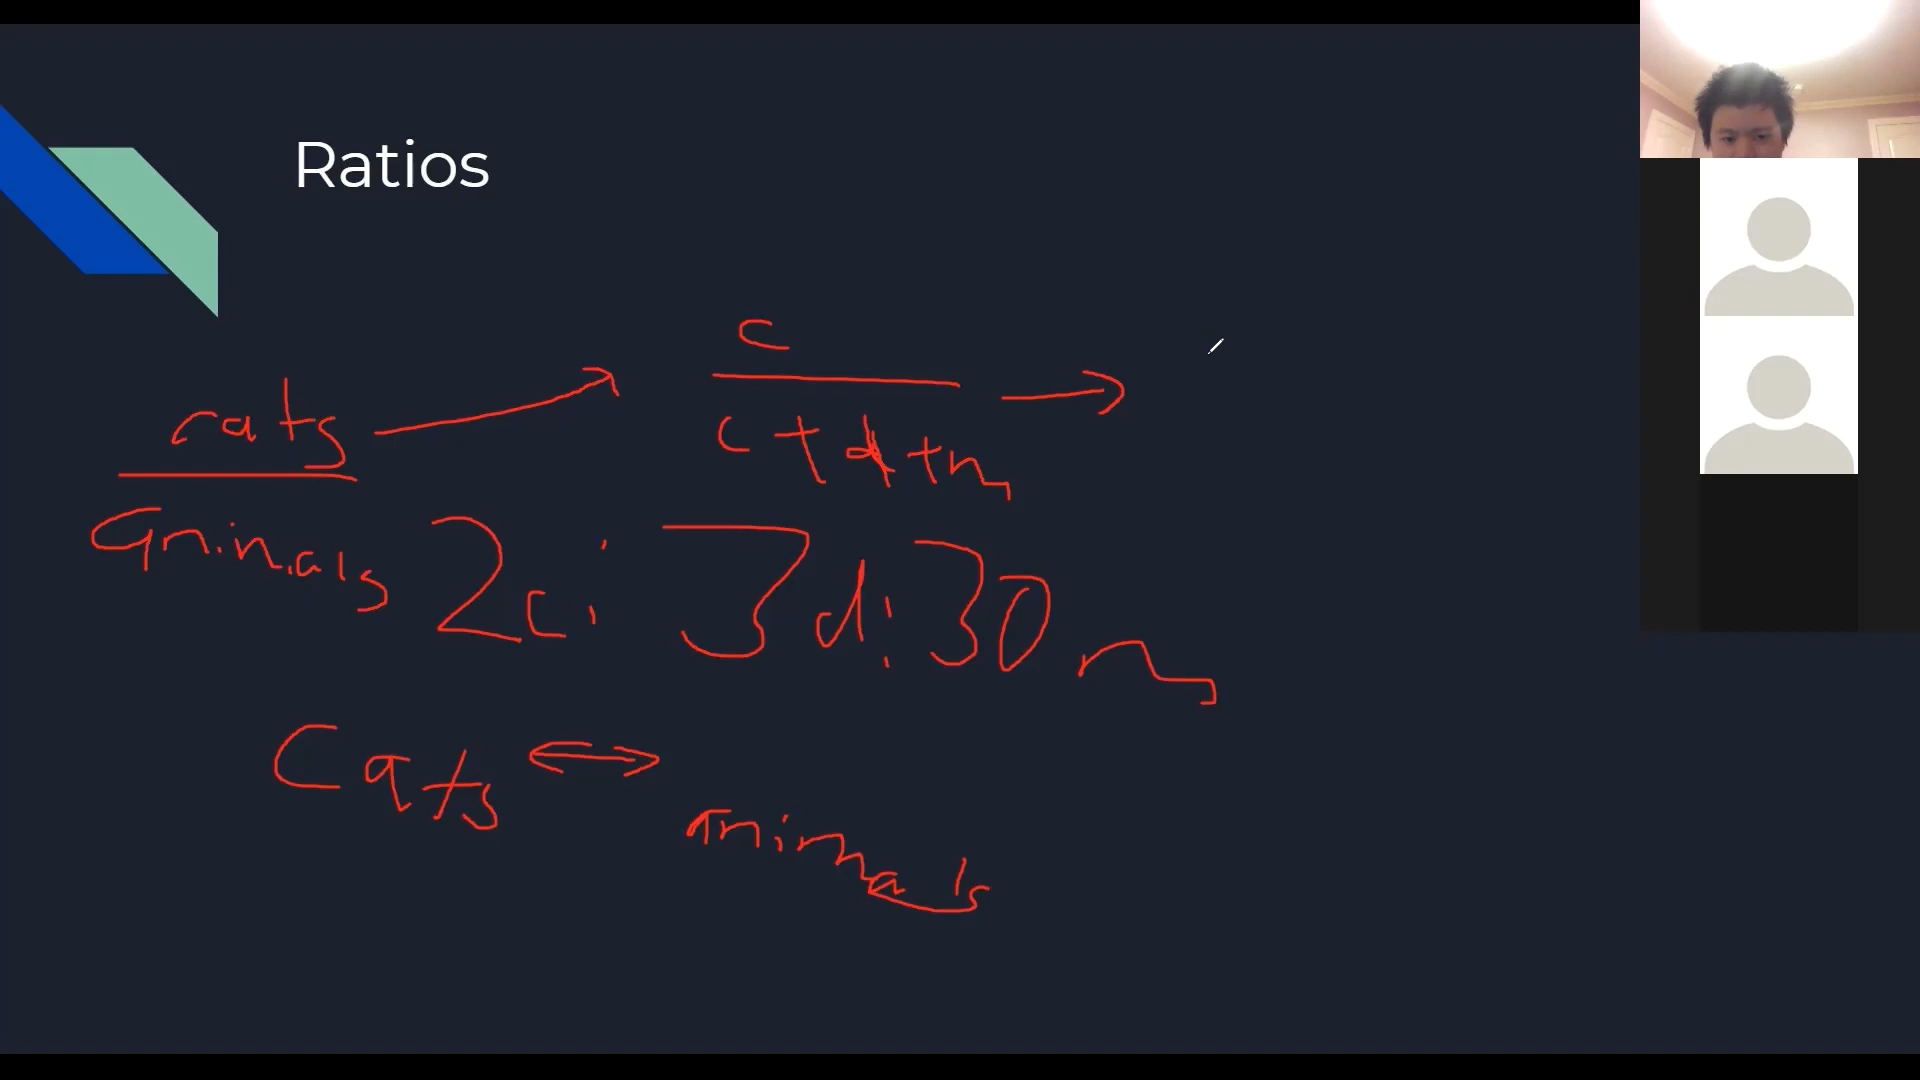 Ratios
cats
animals
c
c+d+m
2c:3d:30m
Cats
animals